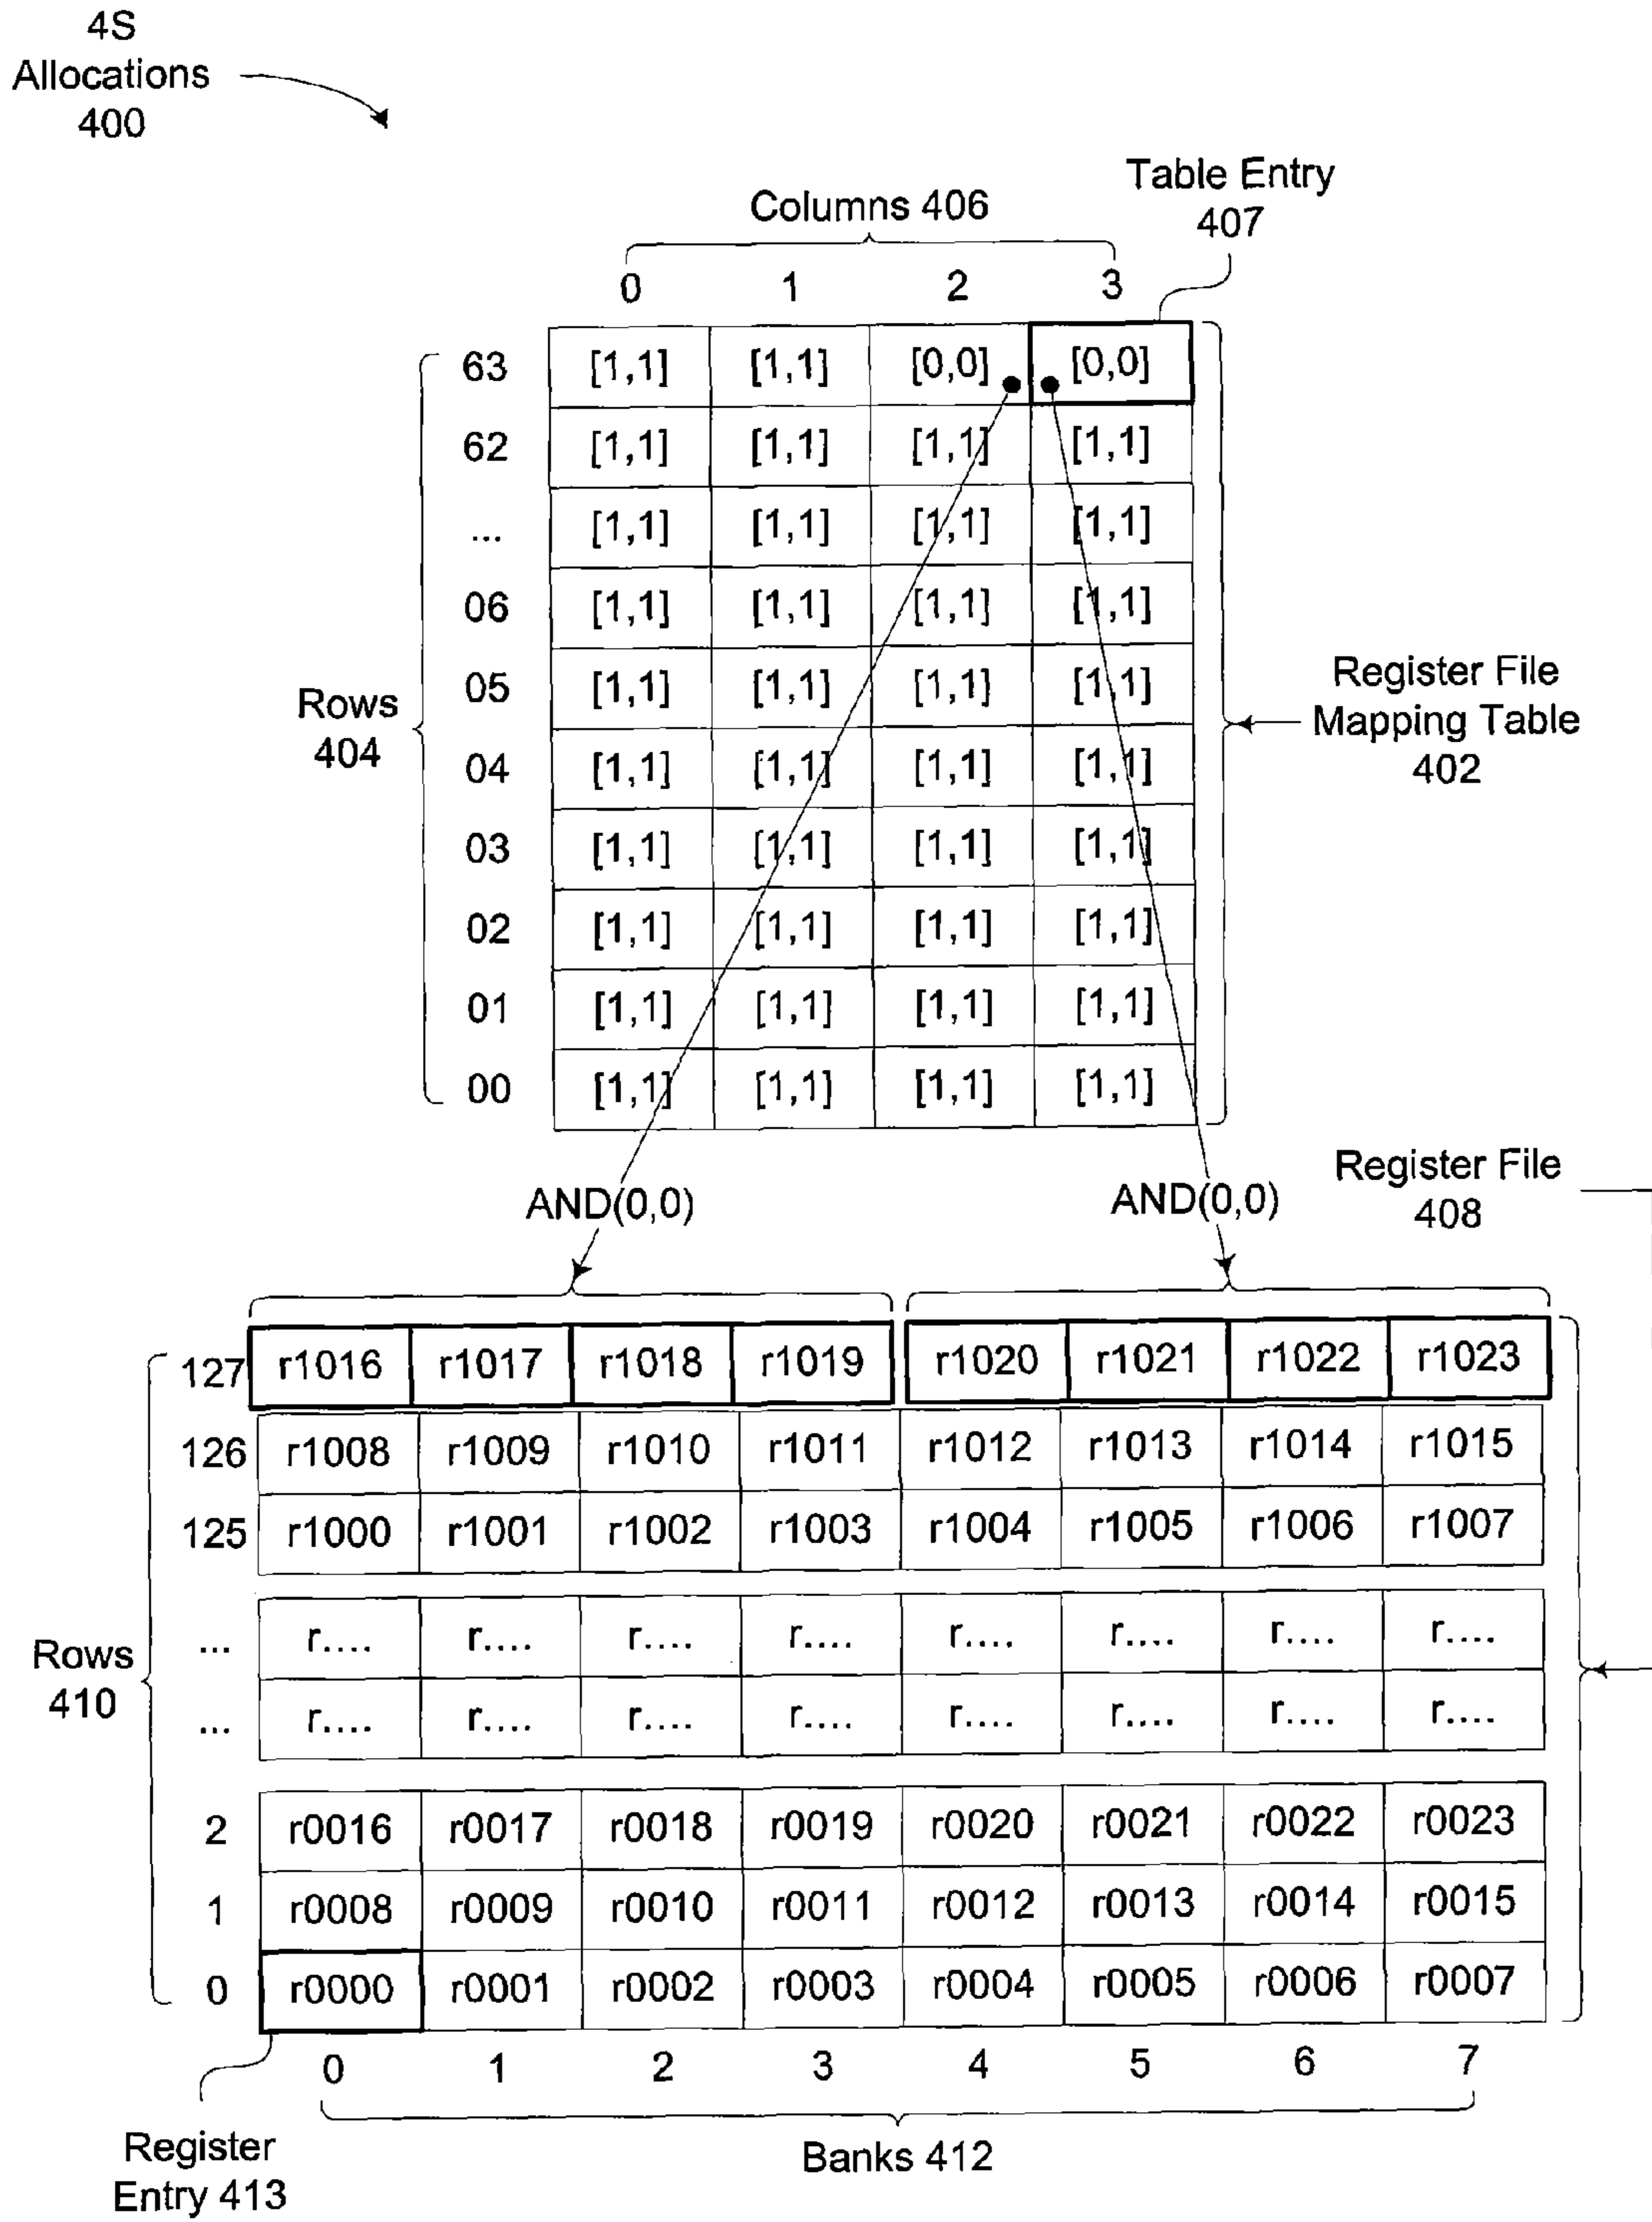 4S
Allocations
400
Table Entry
407
Columns 406
0 1 2 3
63 [1,1] [1,1] [0,0] [0,0]
62 [1,1] [1,1] [1,1] [1,1]
... [1,1] [1,1] [1,1] [1,1]
06 [1,1] [1,1] [1,1] [1,1]
05 [1,1] [1,1] [1,1] [1,1]
04 [1,1] [1,1] [1,1] [1,1]
03 [1,1] [1,1] [1,1] [1,1]
02 [1,1] [1,1] [1,1] [1,1]
01 [1,1] [1,1] [1,1] [1,1]
00 [1,1] [1,1] [1,1] [1,1]
Rows
404
Register File
Mapping Table
402
AND(0,0) AND(0,0)
Register File
408
127 r1016 r1017 r1018 r1019 r1020 r1021 r1022 r1023
126 r1008 r1009 r1010 r1011 r1012 r1013 r1014 r1015
125 r1000 r1001 r1002 r1003 r1004 r1005 r1006 r1007
... r.... r.... r.... r.... r.... r.... r.... r....
... r.... r.... r.... r.... r.... r.... r.... r....
2 r0016 r0017 r0018 r0019 r0020 r0021 r0022 r0023
1 r0008 r0009 r0010 r0011 r0012 r0013 r0014 r0015
0 r0000 r0001 r0002 r0003 r0004 r0005 r0006 r0007
Rows
410
0 1 2 3 4 5 6 7
Banks 412
Register
Entry 413